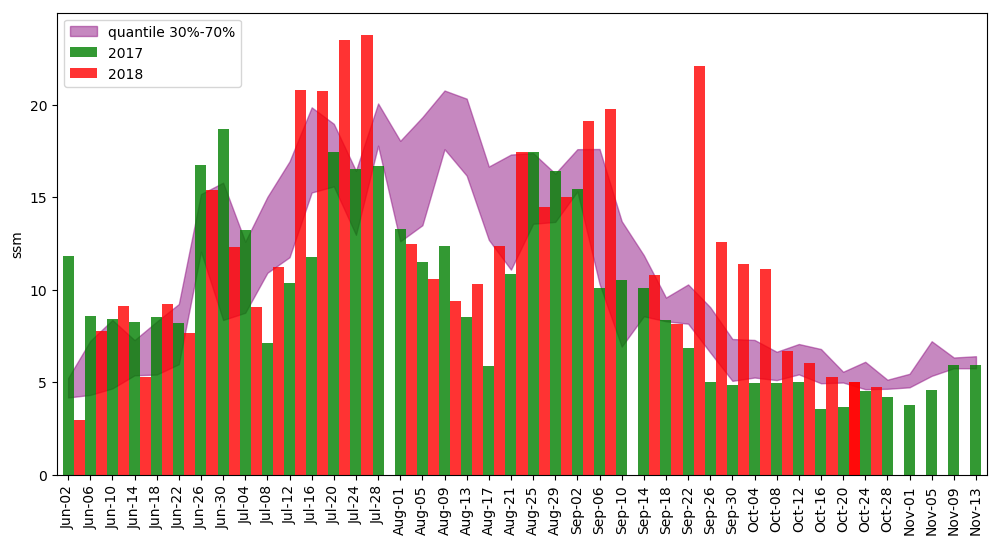 quantile 30%-70%
2017
2018
ssm
20
15
10
5
0
Jun-02
Jun-06
Jun-10
Jun-14
Jun-18
Jun-22
Jun-26
Jun-30
Jul-04
Jul-08
Jul-12
Jul-16
Jul-20
Jul-24
Jul-28
Aug-01
Aug-05
Aug-09
Aug-13
Aug-17
Aug-21
Aug-25
Aug-29
Sep-02
Sep-06
Sep-10
Sep-14
Sep-18
Sep-22
Sep-26
Sep-30
Oct-04
Oct-08
Oct-12
Oct-16
Oct-20
Oct-24
Oct-28
Nov-01
Nov-05
Nov-09
Nov-13